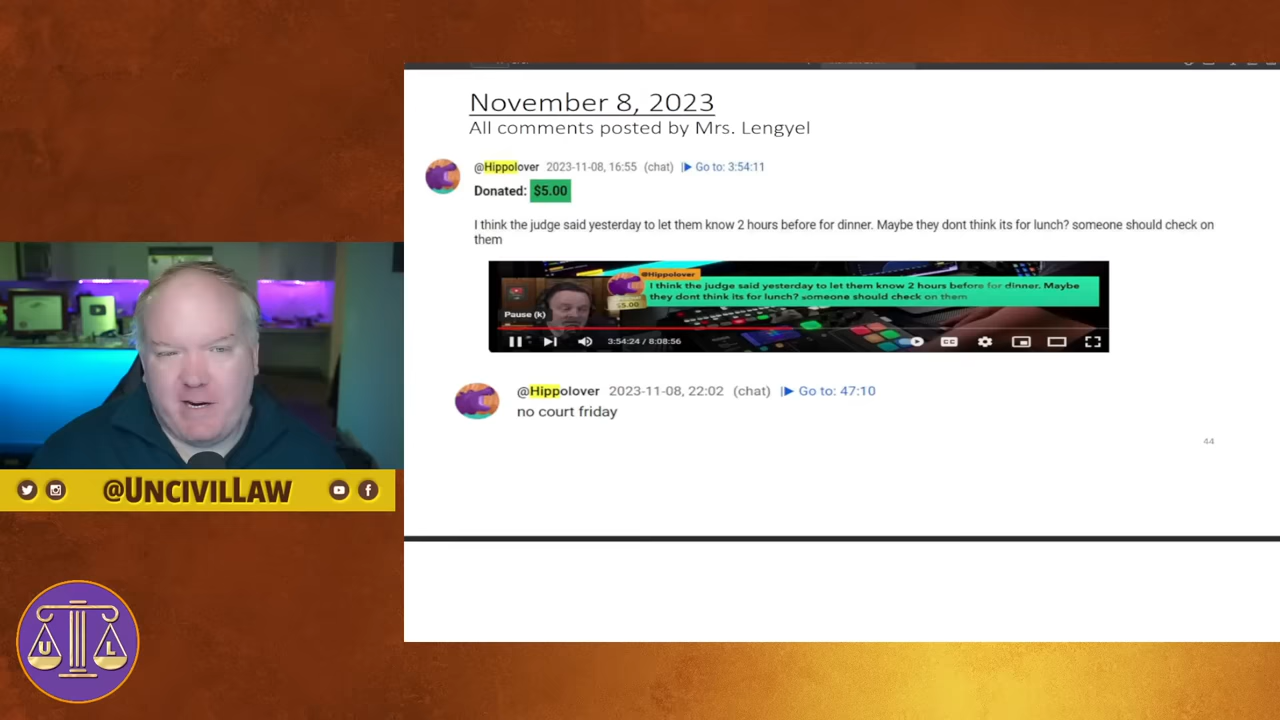 November 8, 2023
All comments posted by Mrs. Lengyel
@Hippolover 2023-11-08, 16:55 (chat) Go to: 3:54:11
Donated: $5.00
I think the judge said yesterday to let them know 2 hours before for dinner. Maybe they dont think its for lunch? someone should check on
them
@Hippolover
I think the judge said yesterday to let them know 2 hours before for dinner. Maybe
they dont think its for lunch? someone should check on them
$5.00
Pause (k)
3:54:24 / 8:08:56
CC
@Hippolover 2023-11-08, 22:02 (chat) Go to: 47:10
no court friday
44
@UNCIVILLAW
U L